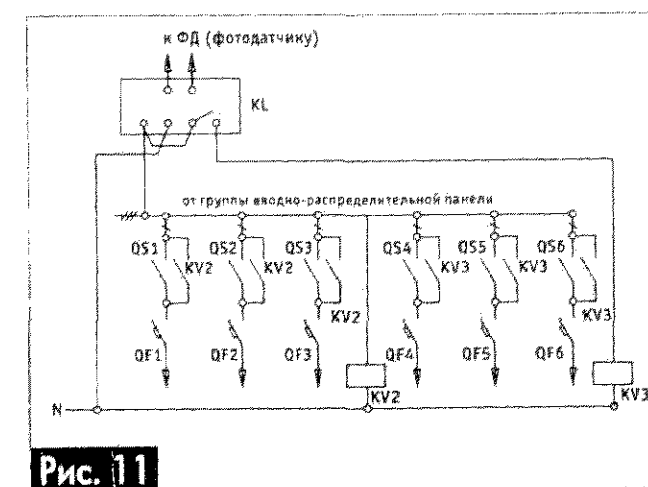 к ФД (фотодатчику)
KL
от группы вводно-распределительной панели
QS1 QS2 QS3 QS4 QS5 QS6
KV2 KV2 KV3 KV3
KV2 KV3
QF1 QF2 QF3 QF4 QF5 QF6
KV2 KV3
N
Рис. 11